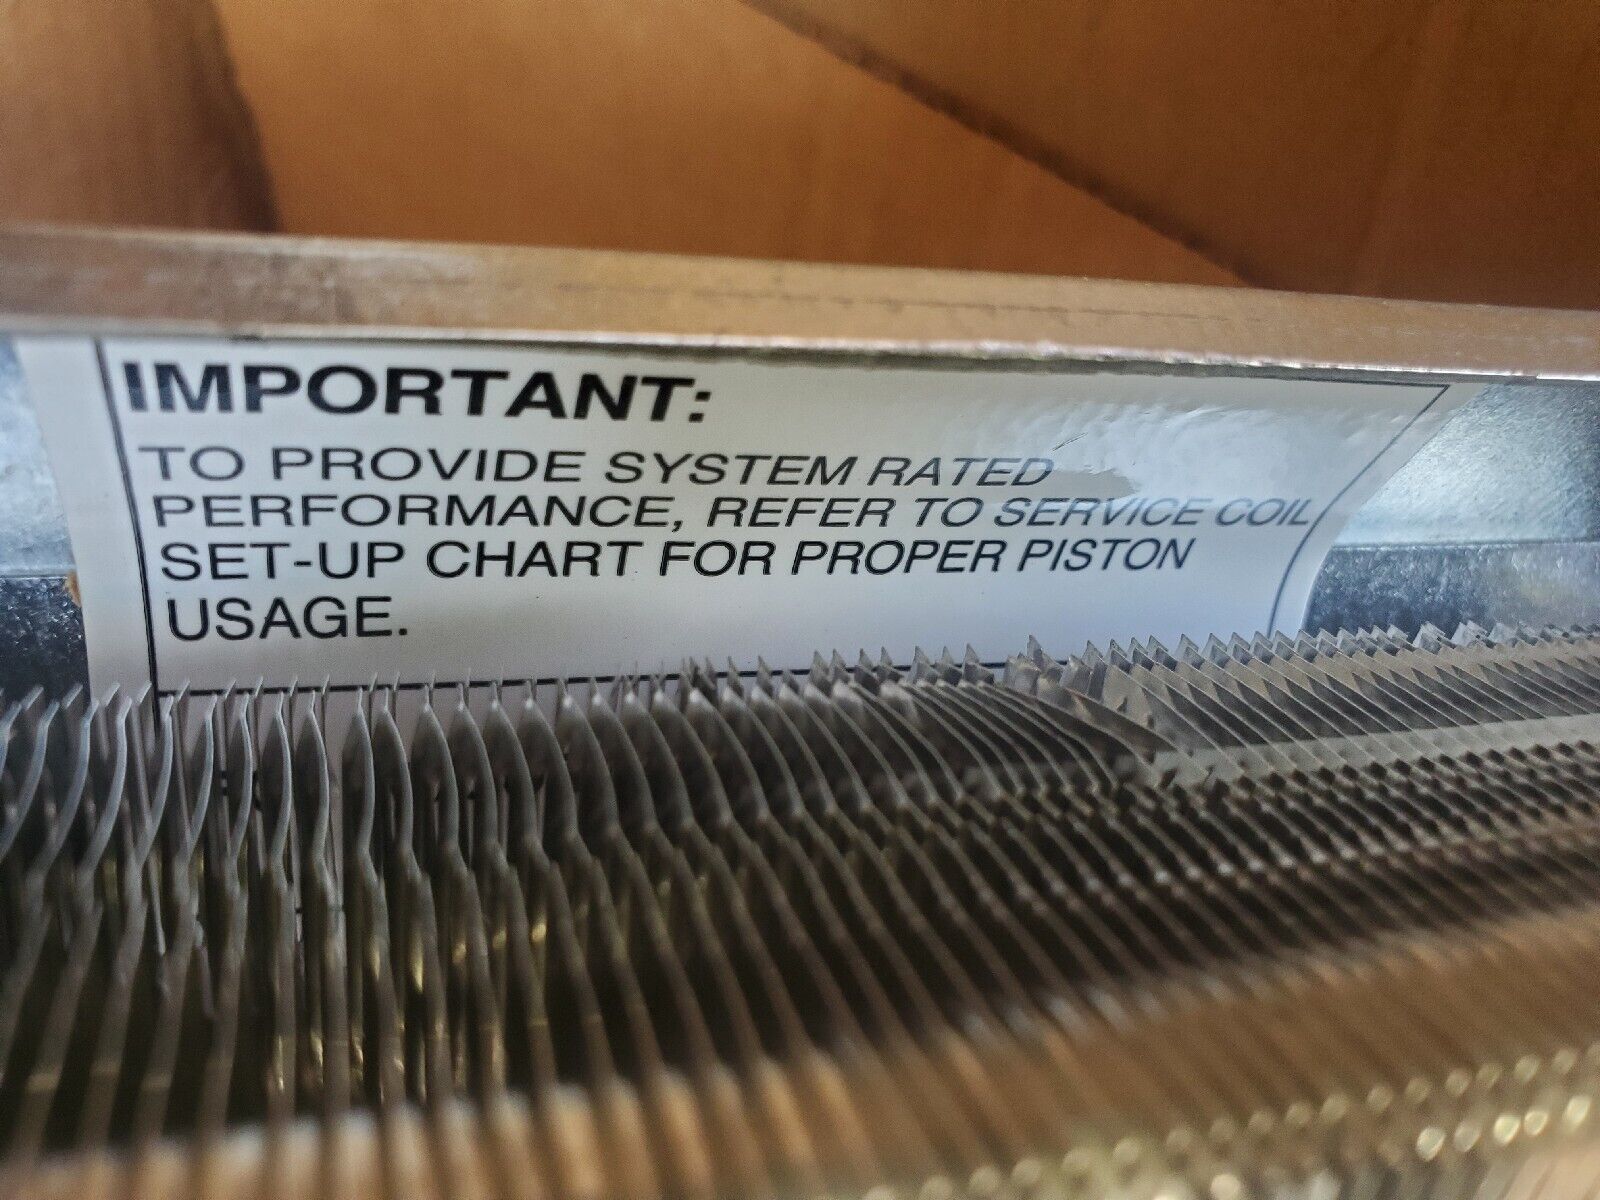 IMPORTANT:
TO PROVIDE SYSTEM RATED
PERFORMANCE, REFER TO SERVICE COIL
SET-UP CHART FOR PROPER PISTON
USAGE.